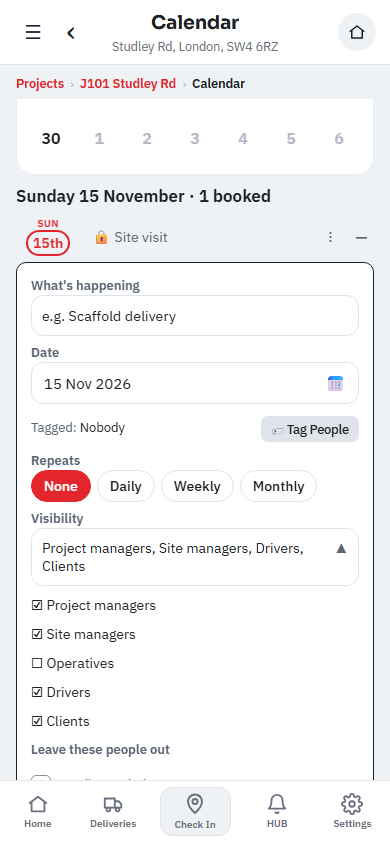 Calendar
Studley Rd, London, SW4 6RZ
Projects › J101 Studley Rd › Calendar
30 1 2 3 4 5 6
Sunday 15 November · 1 booked
SUN
15th
Site visit
What's happening
e.g. Scaffold delivery
Date
15 Nov 2026
Tagged: Nobody
Tag People
Repeats
None Daily Weekly Monthly
Visibility
Project managers, Site managers, Drivers,
Clients
Project managers
Site managers
Operatives
Drivers
Clients
Leave these people out
Home Deliveries Check In HUB Settings